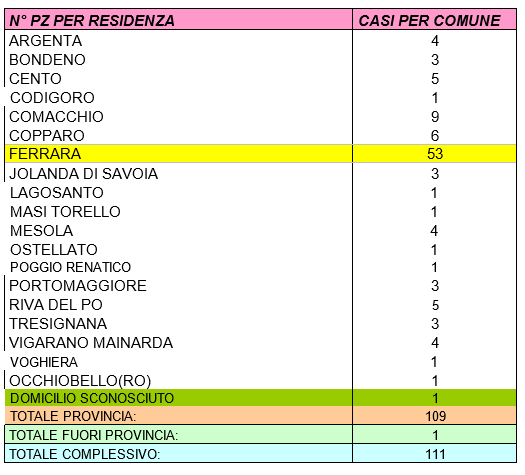 N° PZ PER RESIDENZA CASI PER COMUNE
ARGENTA 4
BONDENO 3
CENTO 5
CODIGORO 1
COMACCHIO 9
COPPARO 6
FERRARA 53
JOLANDA DI SAVOIA 3
LAGOSANTO 1
MASI TORELLO 1
MESOLA 4
OSTELLATO 1
POGGIO RENATICO 1
PORTOMAGGIORE 3
RIVA DEL PO 5
TRESIGNANA 3
VIGARANO MAINARDA 4
VOGHIERA 1
OCCHIOBELLO(RO) 1
DOMICILIO SCONOSCIUTO 1
TOTALE PROVINCIA: 109
TOTALE FUORI PROVINCIA: 1
TOTALE COMPLESSIVO: 111